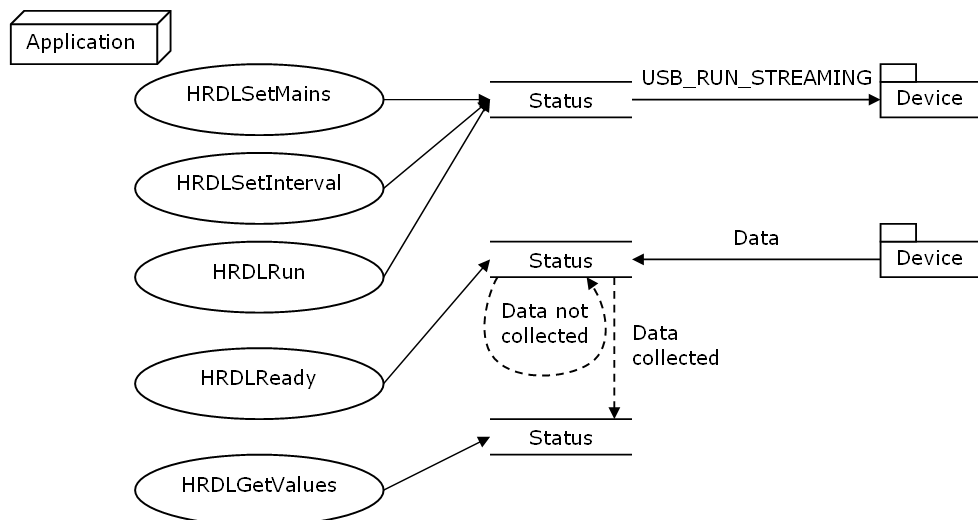 Application
HRDLSetMains
Status
USB_RUN_STREAMING
Device
HRDLSetInterval
HRDLRun
Status
Data
Device
Data not
collected
Data
collected
HRDLReady
Status
HRDLGetValues